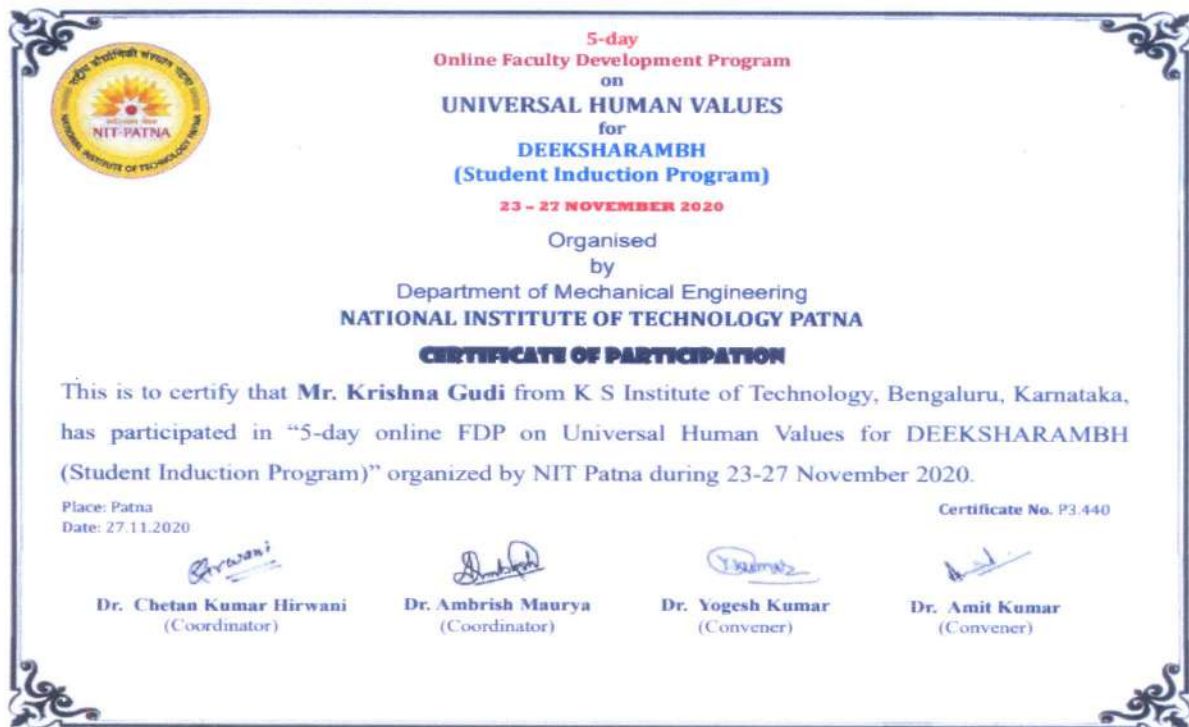 राष्ट्रीय प्रौद्योगिकी संस्थान पटना
NIT-PATNA
NATIONAL INSTITUTE OF TECHNOLOGY PATNA
5-day
Online Faculty Development Program
on
UNIVERSAL HUMAN VALUES
for
DEEKSHARAMBH
(Student Induction Program)
23 – 27 NOVEMBER 2020
Organised
by
Department of Mechanical Engineering
NATIONAL INSTITUTE OF TECHNOLOGY PATNA
CERTIFICATE OF PARTICIPATION
This is to certify that Mr. Krishna Gudi from K S Institute of Technology, Bengaluru, Karnataka,
has participated in “5-day online FDP on Universal Human Values for DEEKSHARAMBH
(Student Induction Program)” organized by NIT Patna during 23-27 November 2020.
Place: Patna
Date: 27.11.2020
Certificate No. P3.440
Dr. Chetan Kumar Hirwani
(Coordinator)
Dr. Ambrish Maurya
(Coordinator)
Dr. Yogesh Kumar
(Convener)
Dr. Amit Kumar
(Convener)